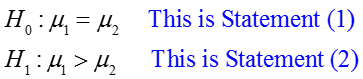 H₀ : μ₁ = μ₂ This is Statement (1)
H₁ : μ₁ > μ₂ This is Statement (2)